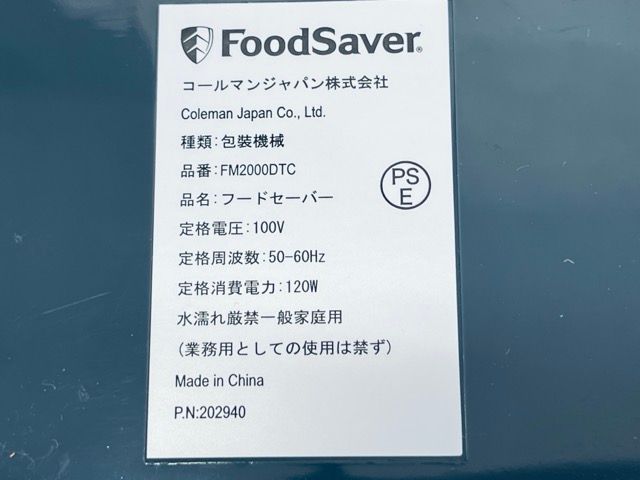 FoodSaver®
コールマンジャパン株式会社
Coleman Japan Co., Ltd.
種類:包装機械
品番:FM2000DTC
PS
E
品名:フードセーバー
定格電圧:100V
定格周波数:50-60Hz
定格消費電力:120W
水濡れ厳禁一般家庭用
(業務用としての使用は禁ず)
Made in China
P.N:202940